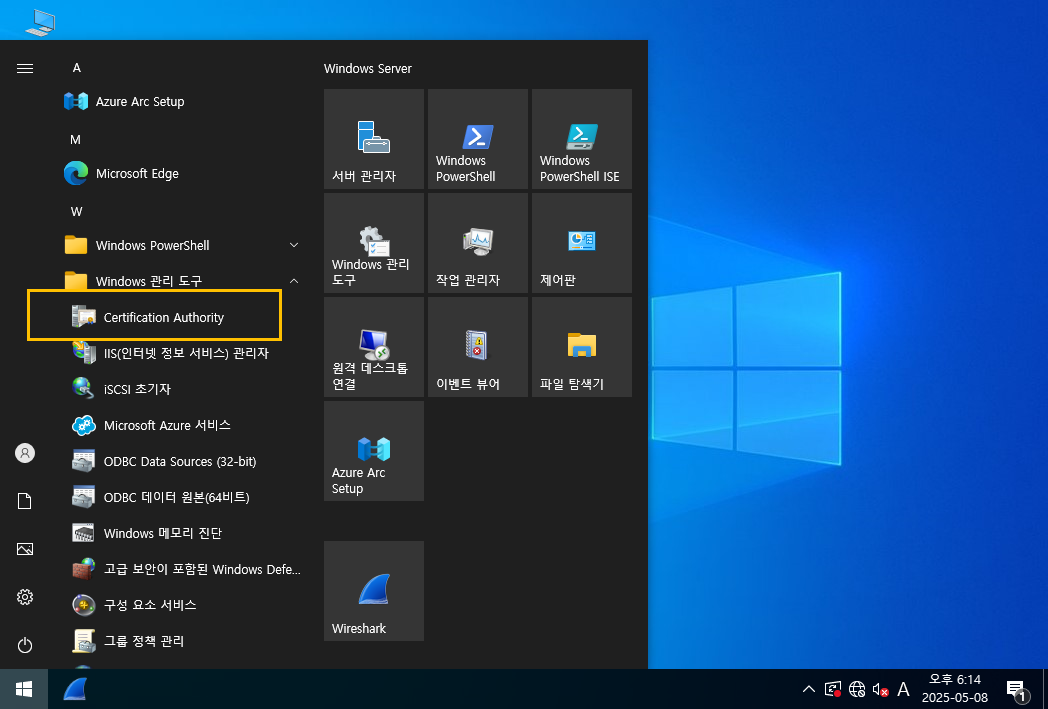 A
Azure Arc Setup
M
Microsoft Edge
W
Windows PowerShell
Windows 관리 도구
Certification Authority
IIS(인터넷 정보 서비스) 관리자
iSCSI 초기자
Microsoft Azure 서비스
ODBC Data Sources (32-bit)
ODBC 데이터 원본(64비트)
Windows 메모리 진단
고급 보안이 포함된 Windows Defe...
구성 요소 서비스
그룹 정책 관리
Windows Server
서버 관리자
Windows
PowerShell
Windows
PowerShell ISE
Windows 관리
도구
작업 관리자
제어판
원격 데스크톱
연결
이벤트 뷰어
파일 탐색기
Azure Arc
Setup
Wireshark
A
오후 6:14
2025-05-08
1